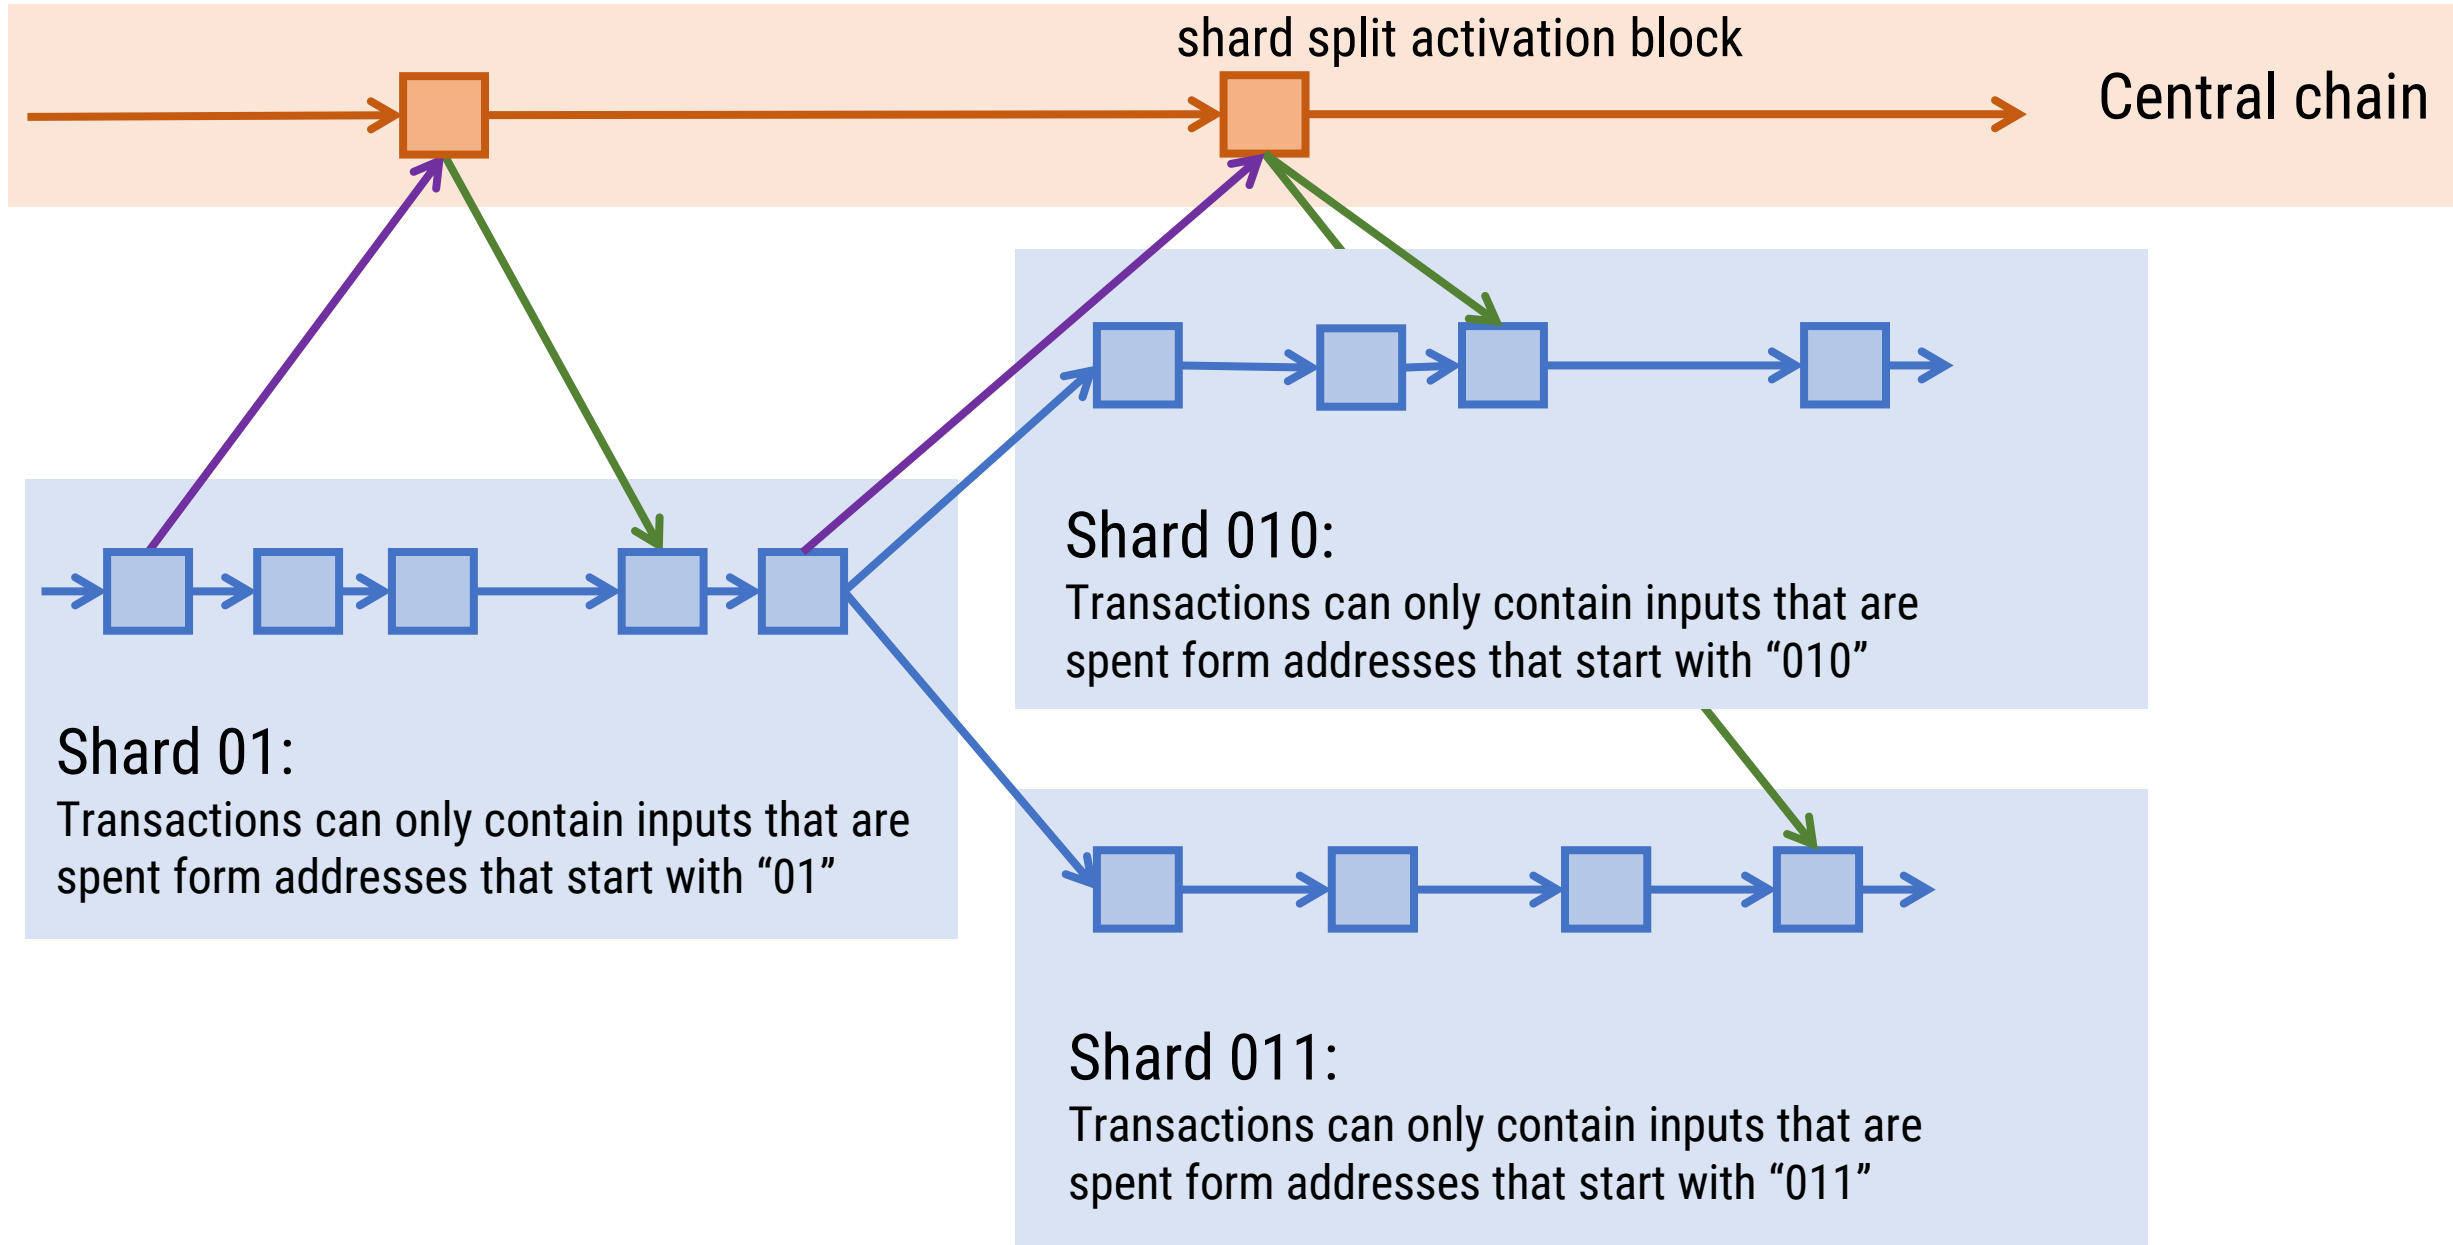 shard split activation block
Central chain
Shard 010:
Transactions can only contain inputs that are
spent form addresses that start with “010”
Shard 01:
Transactions can only contain inputs that are
spent form addresses that start with “01”
Shard 011:
Transactions can only contain inputs that are
spent form addresses that start with “011”